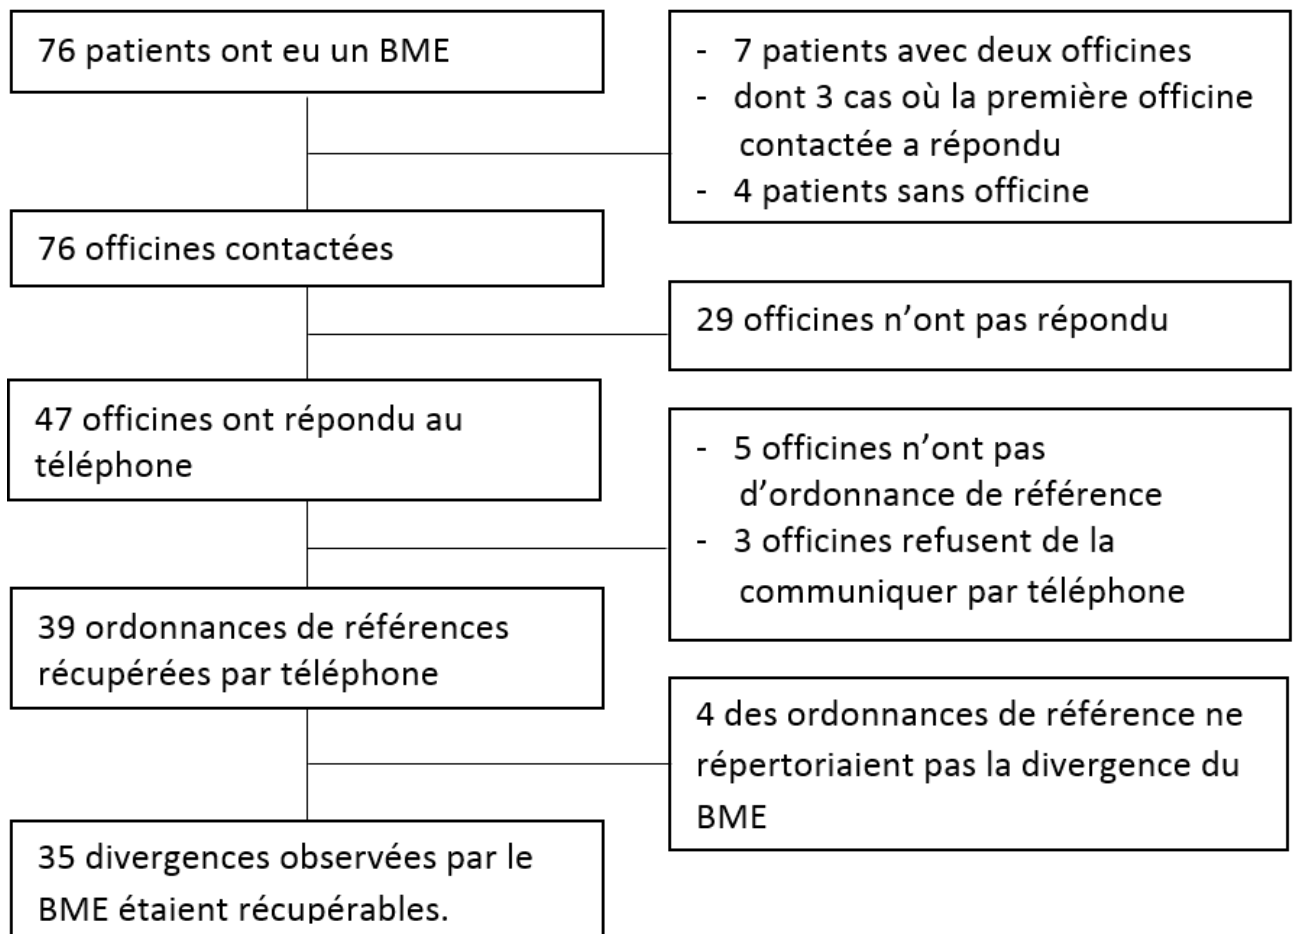 76 patients ont eu un BME
- 7 patients avec deux officines
- dont 3 cas où la première officine
contactée a répondu
- 4 patients sans officine
76 officines contactées
29 officines n’ont pas répondu
47 officines ont répondu au
téléphone
- 5 officines n’ont pas
d’ordonnance de référence
- 3 officines refusent de la
communiquer par téléphone
39 ordonnances de références
récupérées par téléphone
4 des ordonnances de référence ne
répertoriaient pas la divergence du
BME
35 divergences observées par le
BME étaient récupérables.